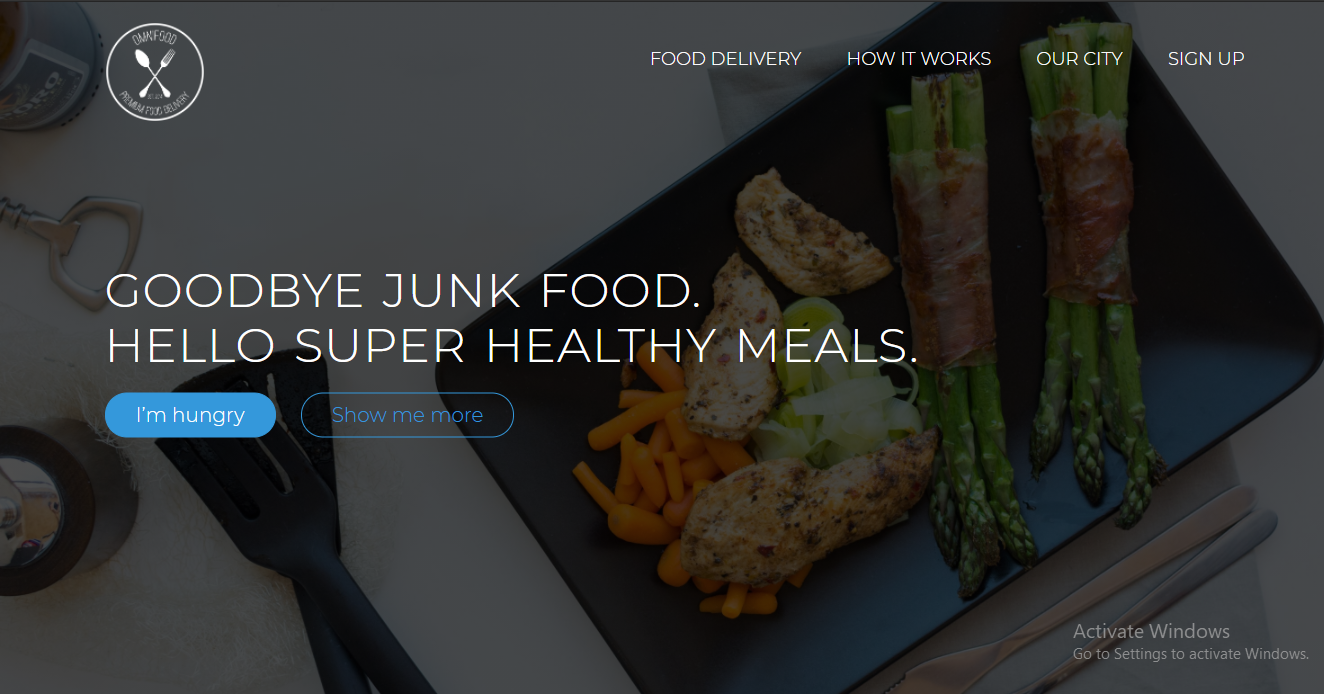 OMNIFOOD
PREMIUM FOOD DELIVERY
FOOD DELIVERY HOW IT WORKS OUR CITY SIGN UP
GOODBYE JUNK FOOD.
HELLO SUPER HEALTHY MEALS.
I'm hungry Show me more
Activate Windows
Go to Settings to activate Windows.